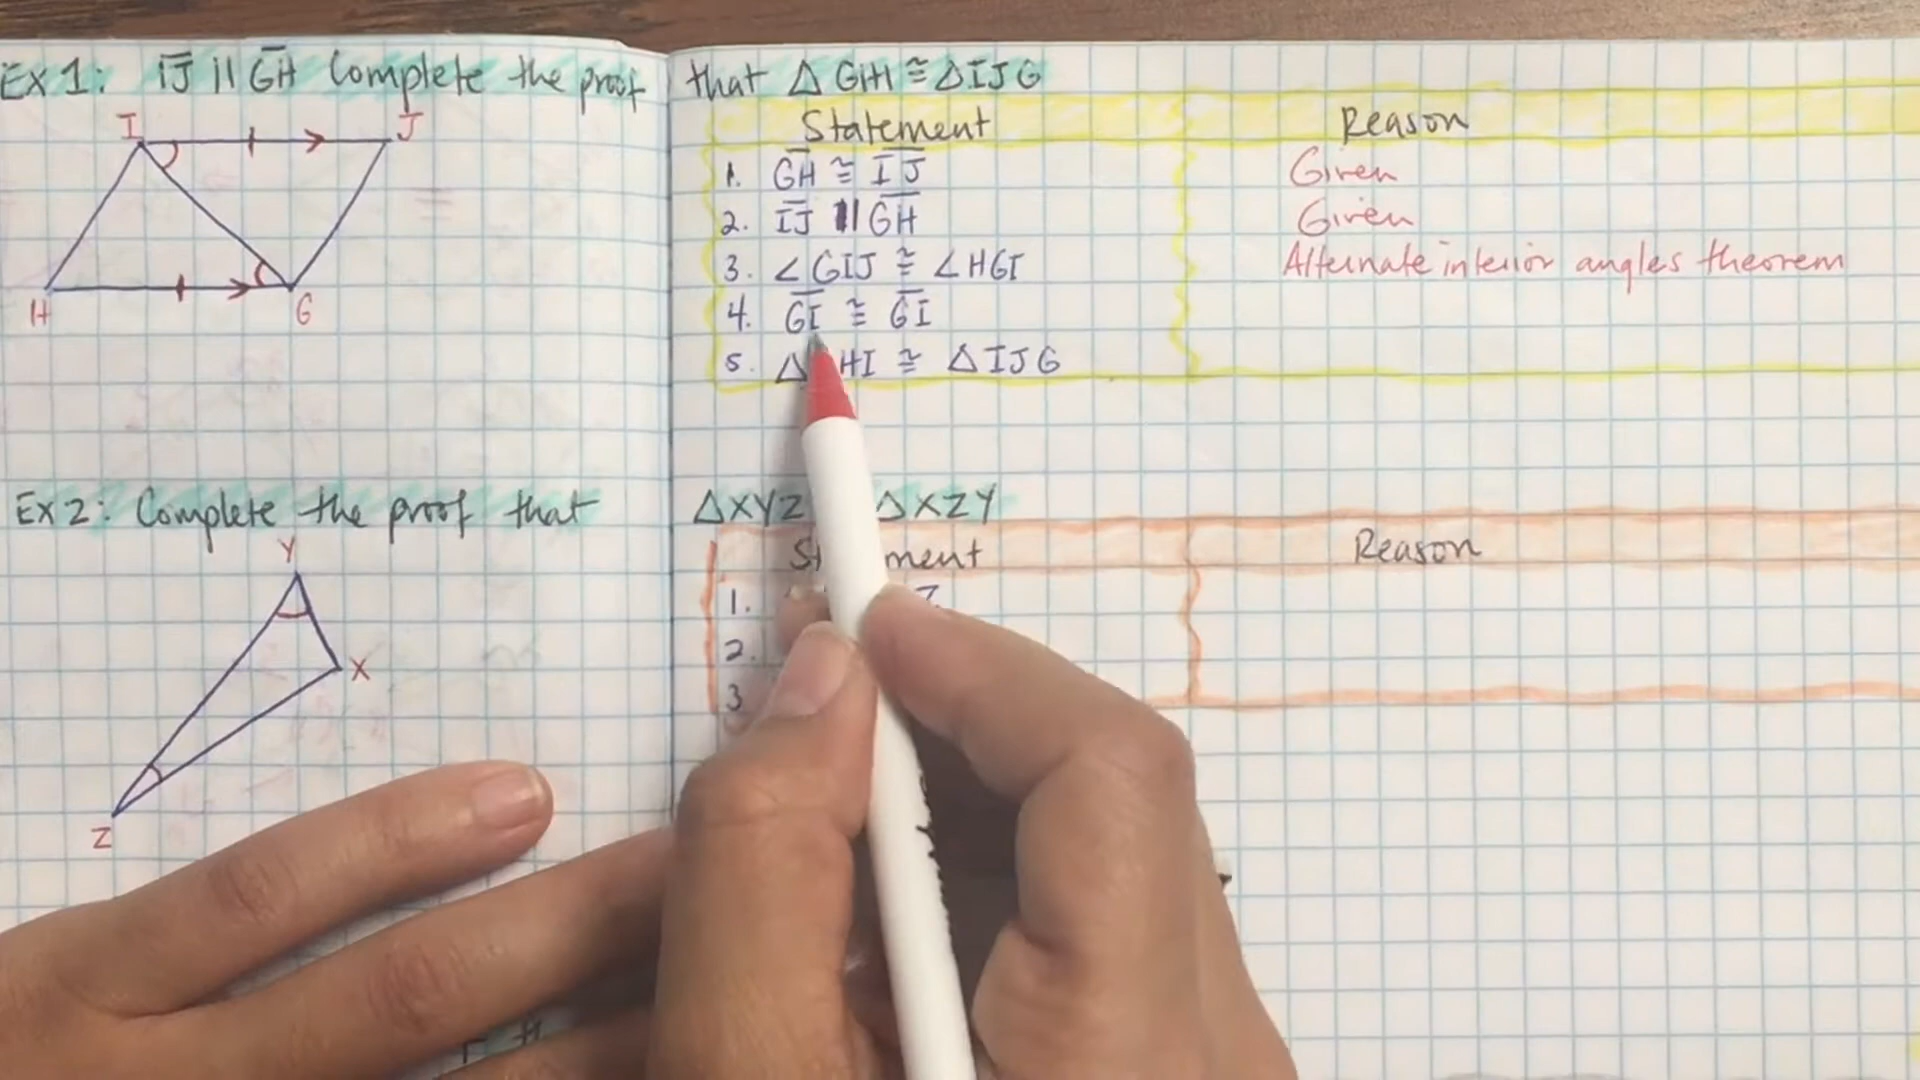 Ex 1: IJ || GH Complete the proof that △GHI ≅ △IJG
I J
H G
Statement Reason
1. GH ≅ IJ Given
2. IJ || GH Given
3. ∠GIJ ≅ ∠HGI Alternate interior angles theorem
4. GI ≅ GI
5. △ HI ≅ △IJG
Ex 2: Complete the proof that △XYZ △XZY
Y
X
Z
Reason
1.
2.
3